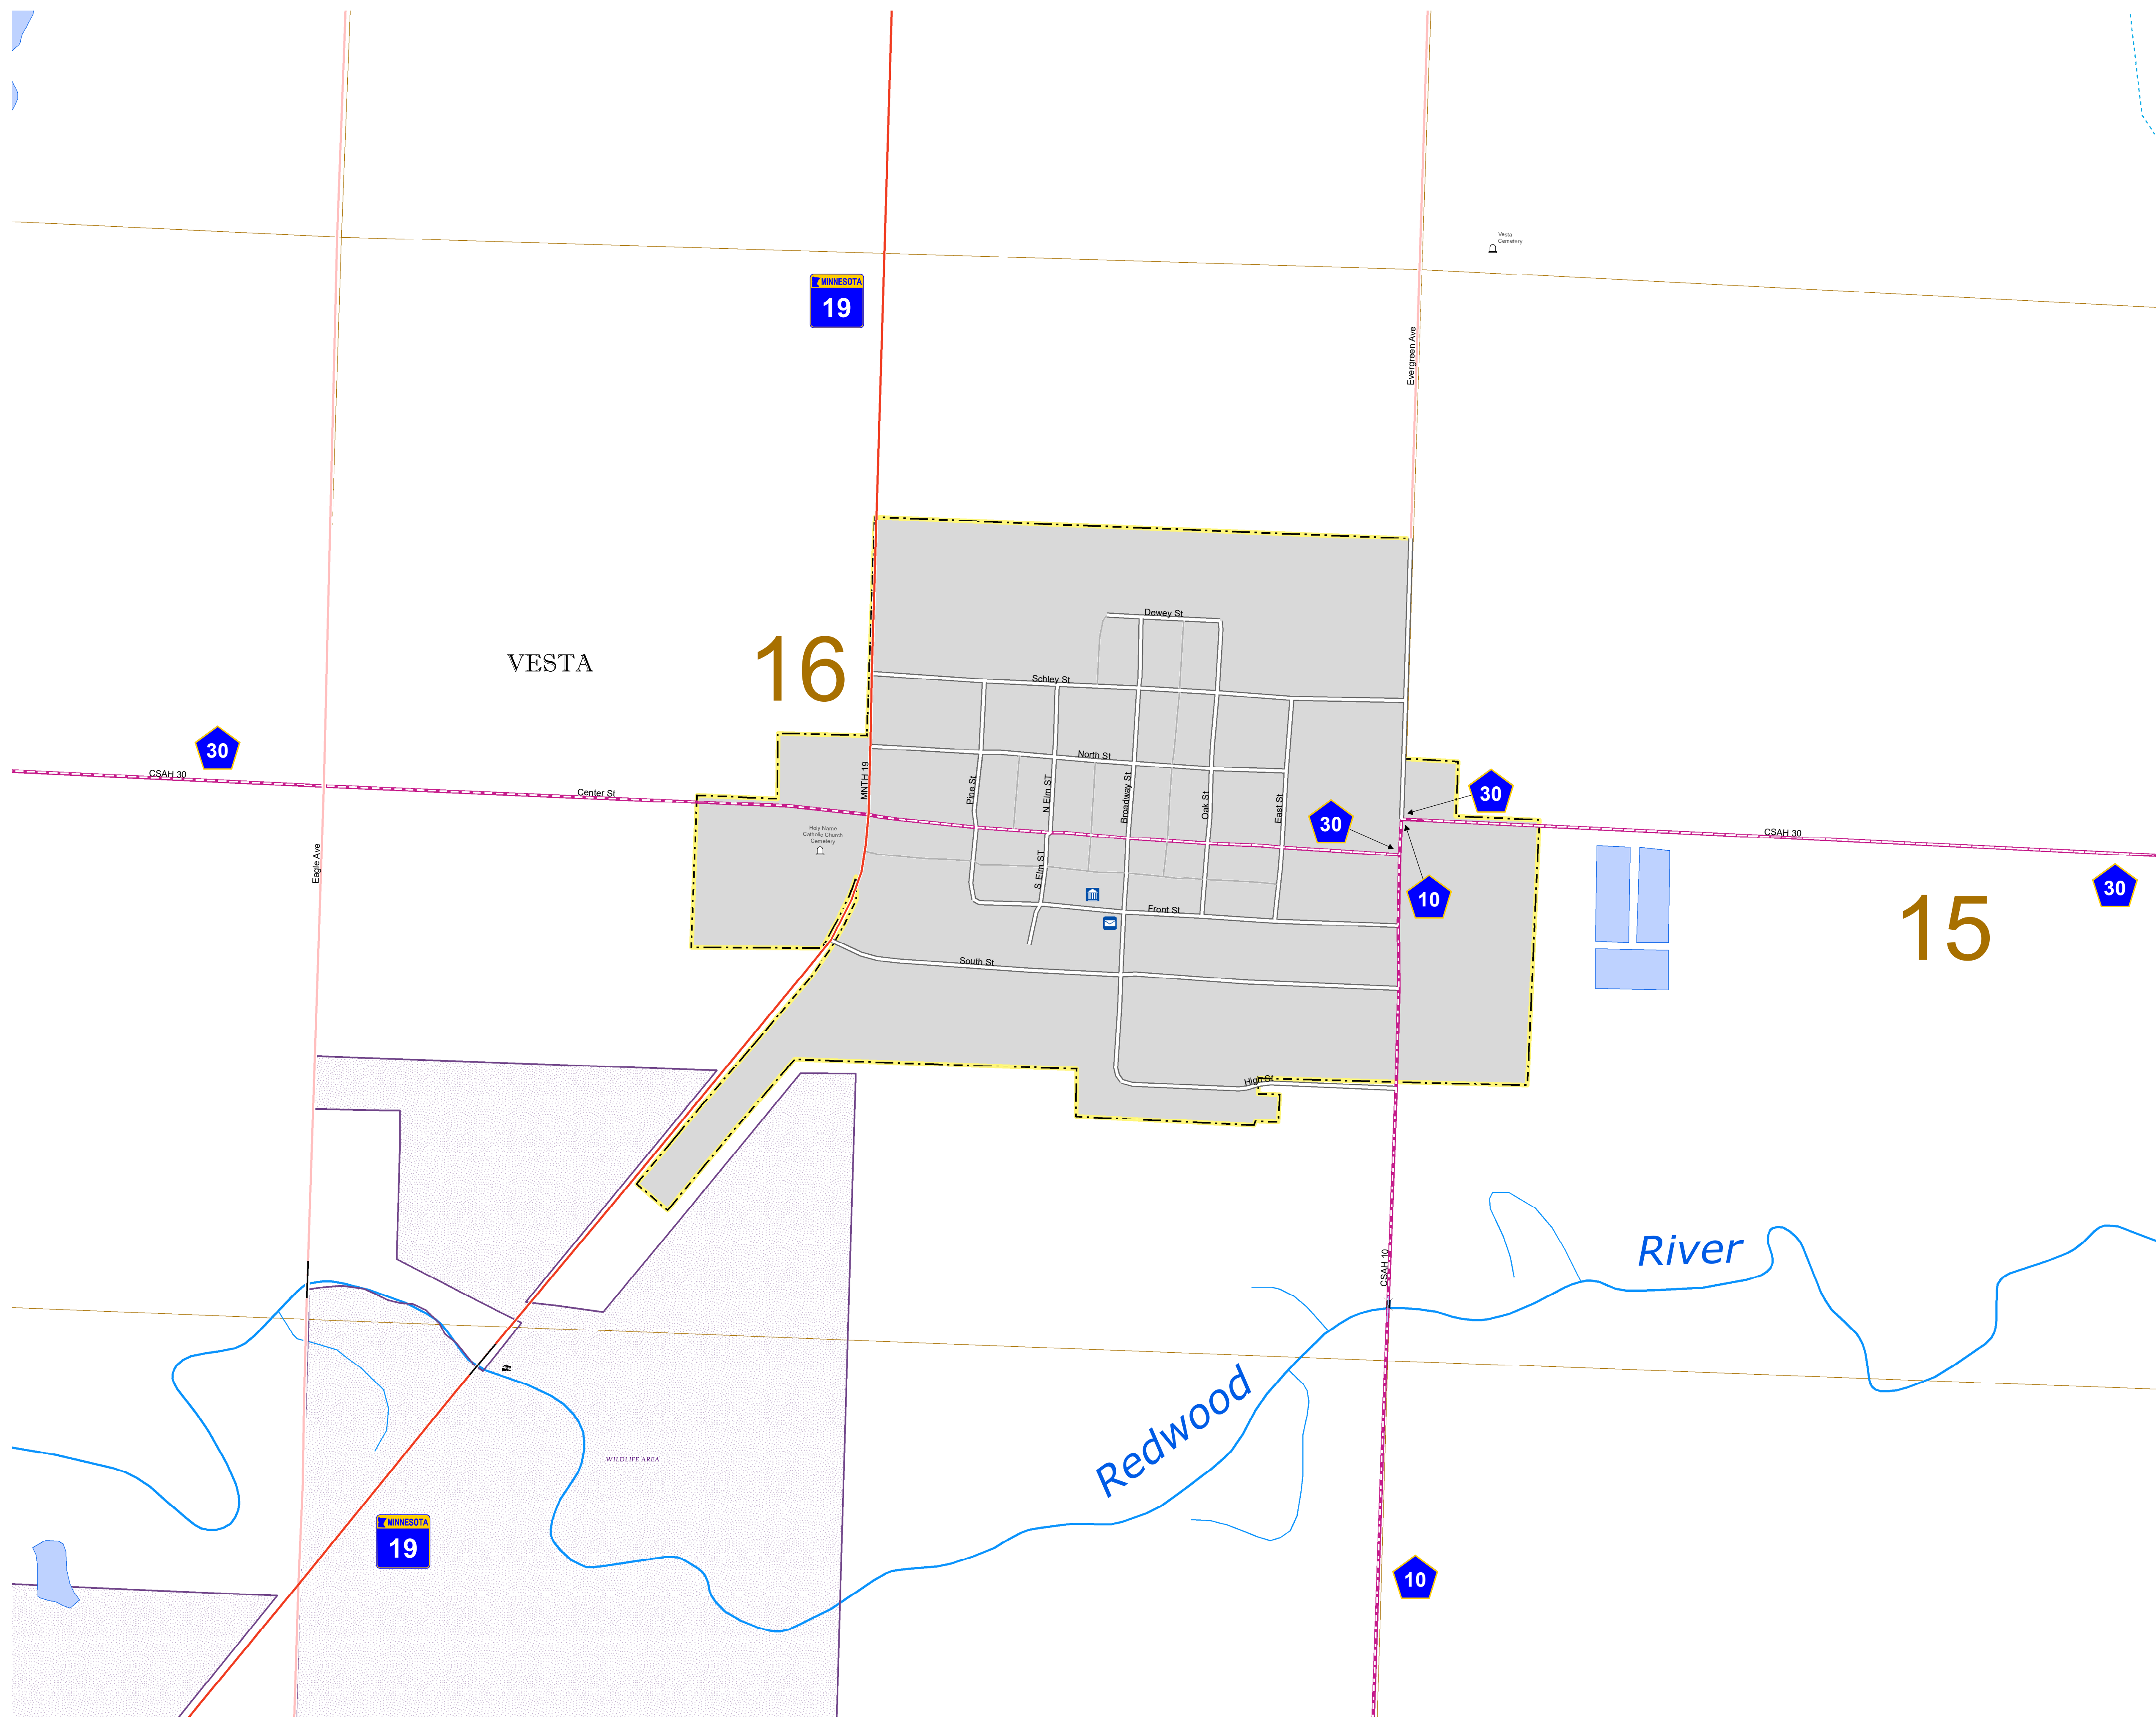 Vesta
Cemetery
MINNESOTA
19
Evergreen Ave
Dewey St
VESTA
16
Schley St
30
CSAH 30
Center St
MNTH 19
North St
Pine St
N Elm ST
Broadway St
Oak St
East St
30
30
CSAH 30
Holy Name
Catholic Church
Cemetery
Eagle Ave
S Elm ST
10
30
15
Front St
South St
High St
CSAH 10
River
Redwood
WILDLIFE AREA
MINNESOTA
19
10